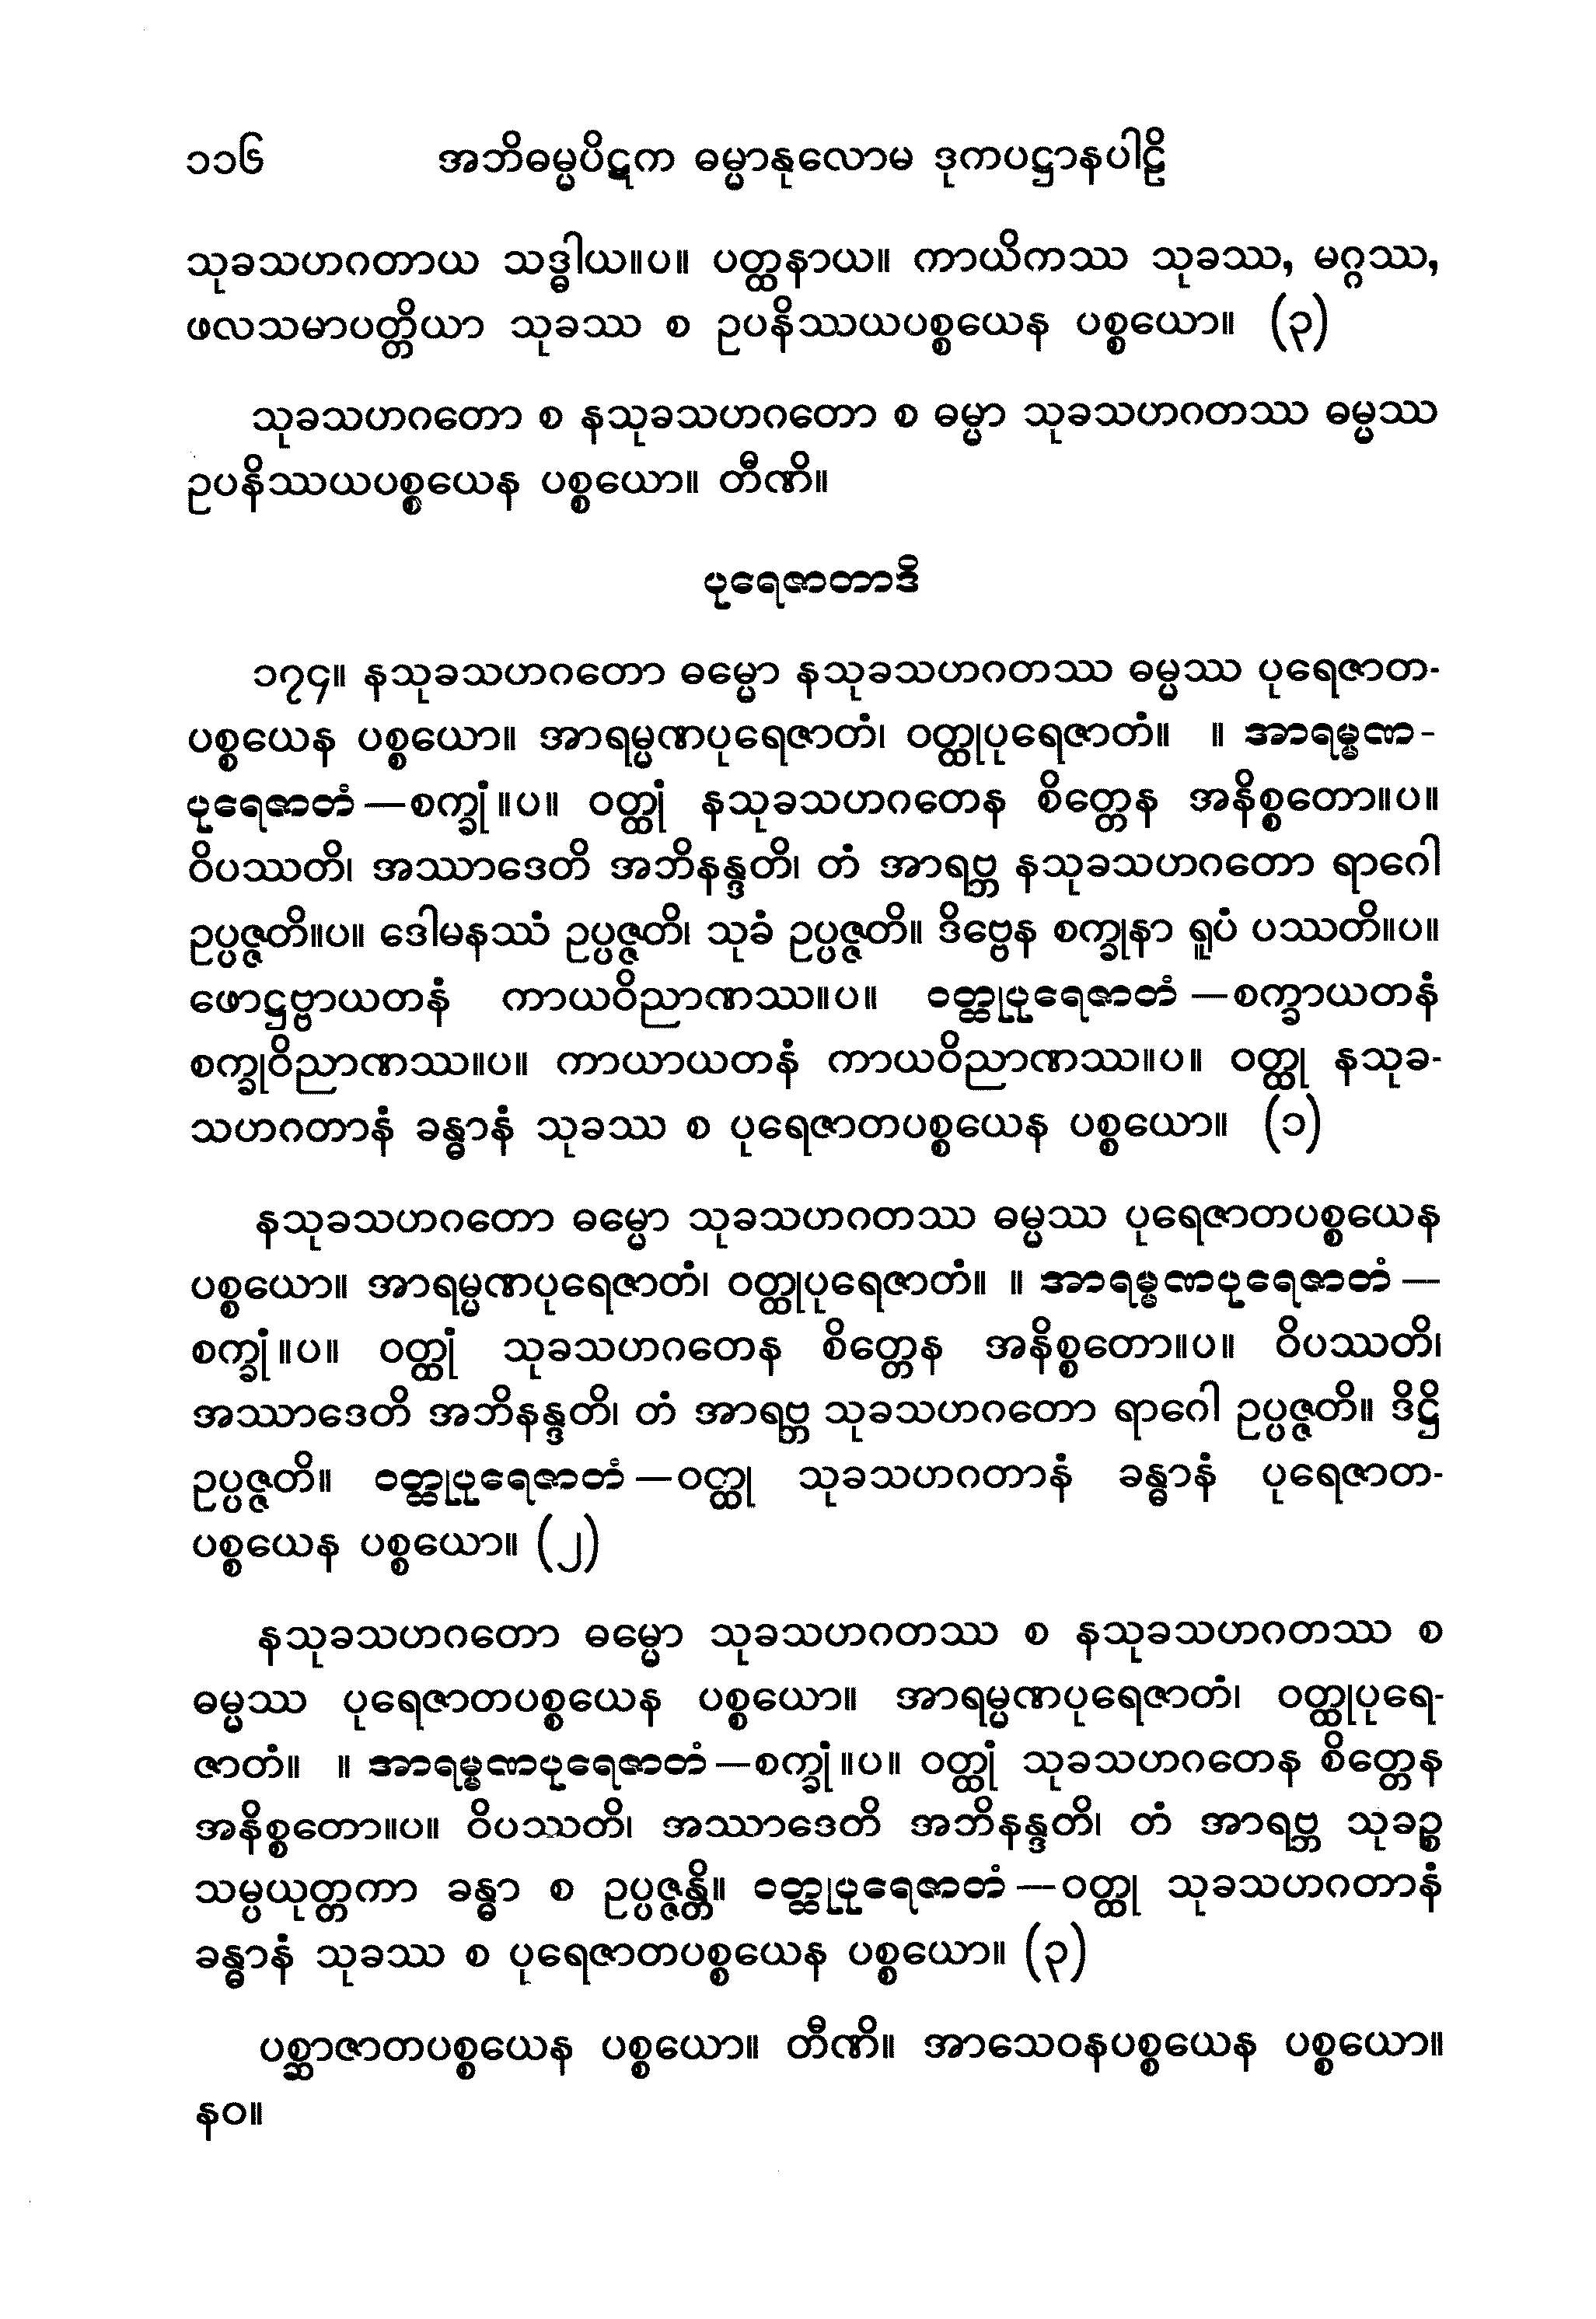 ၁၁၆ အဘိဓမ္မပိဋက ဓမ္မာနုလောမ ဒုကပဋ္ဌာနပါဠိ
သုခသဟဂတာယ သဒ္ဓါယ။ပ။ ပတ္ထနာယ။ ကာယိကဿ သုခဿ, မဂ္ဂဿ,
ဖလသမာပတ္တိယာ သုခဿ စ ဥပနိဿယပစ္စယေန ပစ္စယော။ (၃)
သုခသဟဂတော စ နသုခသဟဂတော စ ဓမ္မာ သုခသဟဂတဿ ဓမ္မဿ
ဥပနိဿယပစ္စယေန ပစ္စယော။ တီဏိ။
ပုရေဇာတာဒိ
၁၇၄။ နသုခသဟဂတော ဓမ္မော နသုခသဟဂတဿ ဓမ္မဿ ပုရေဇာတ-
ပစ္စယေန ပစ္စယော။ အာရမ္မဏပုရေဇာတံ၊ ဝတ္ထုပုရေဇာတံ။ ။ အာရမ္မဏ-
ပုရေဇာတံ—စက္ခုံ။ပ။ ဝတ္ထုံ နသုခသဟဂတေန စိတ္တေန အနိစ္စတော။ပ။
ဝိပဿတိ၊ အဿာဒေတိ အဘိနန္ဒတိ၊ တံ အာရဗ္ဘ နသုခသဟဂတော ရာဂေါ
ဥပ္ပဇ္ဇတိ။ပ။ ဒေါမနဿံ ဥပ္ပဇ္ဇတိ၊ သုခံ ဥပ္ပဇ္ဇတိ။ ဒိဗ္ဗေန စက္ခုနာ ရူပံ ပဿတိ။ပ။
ဖောဋ္ဌဗ္ဗာယတနံ ကာယဝိညာဏဿ။ပ။ ဝတ္ထုပုရေဇာတံ—စက္ခာယတနံ
စက္ခုဝိညာဏဿ။ပ။ ကာယာယတနံ ကာယဝိညာဏဿ။ပ။ ဝတ္ထု နသုခ-
သဟဂတာနံ ခန္ဓာနံ သုခဿ စ ပုရေဇာတပစ္စယေန ပစ္စယော။ (၁)
နသုခသဟဂတော ဓမ္မော သုခသဟဂတဿ ဓမ္မဿ ပုရေဇာတပစ္စယေန
ပစ္စယော။ အာရမ္မဏပုရေဇာတံ၊ ဝတ္ထုပုရေဇာတံ။ ။ အာရမ္မဏပုရေဇာတံ—
စက္ခုံ။ပ။ ဝတ္ထုံ သုခသဟဂတေန စိတ္တေန အနိစ္စတော။ပ။ ဝိပဿတိ၊
အဿာဒေတိ အဘိနန္ဒတိ၊ တံ အာရဗ္ဘ သုခသဟဂတော ရာဂေါ ဥပ္ပဇ္ဇတိ။ ဒိဋ္ဌိ
ဥပ္ပဇ္ဇတိ။ ဝတ္ထုပုရေဇာတံ—ဝတ္ထု သုခသဟဂတာနံ ခန္ဓာနံ ပုရေဇာတ-
ပစ္စယေန ပစ္စယော။ (၂)
နသုခသဟဂတော ဓမ္မော သုခသဟဂတဿ စ နသုခသဟဂတဿ စ
ဓမ္မဿ ပုရေဇာတပစ္စယေန ပစ္စယော။ အာရမ္မဏပုရေဇာတံ၊ ဝတ္ထုပုရေ-
ဇာတံ။ ။ အာရမ္မဏပုရေဇာတံ—စက္ခုံ။ပ။ ဝတ္ထုံ သုခသဟဂတေန စိတ္တေန
အနိစ္စတော။ပ။ ဝိပဿတိ၊ အဿာဒေတိ အဘိနန္ဒတိ၊ တံ အာရဗ္ဘ သုခဉ္စ
သမ္ပယုတ္တကာ ခန္ဓာ စ ဥပ္ပဇ္ဇန္တိ။ ဝတ္ထုပုရေဇာတံ—ဝတ္ထု သုခသဟဂတာနံ
ခန္ဓာနံ သုခဿ စ ပုရေဇာတပစ္စယေန ပစ္စယော။ (၃)
ပစ္ဆာဇာတပစ္စယေန ပစ္စယော။ တီဏိ။ အာသေဝနပစ္စယေန ပစ္စယော။
နဝ။